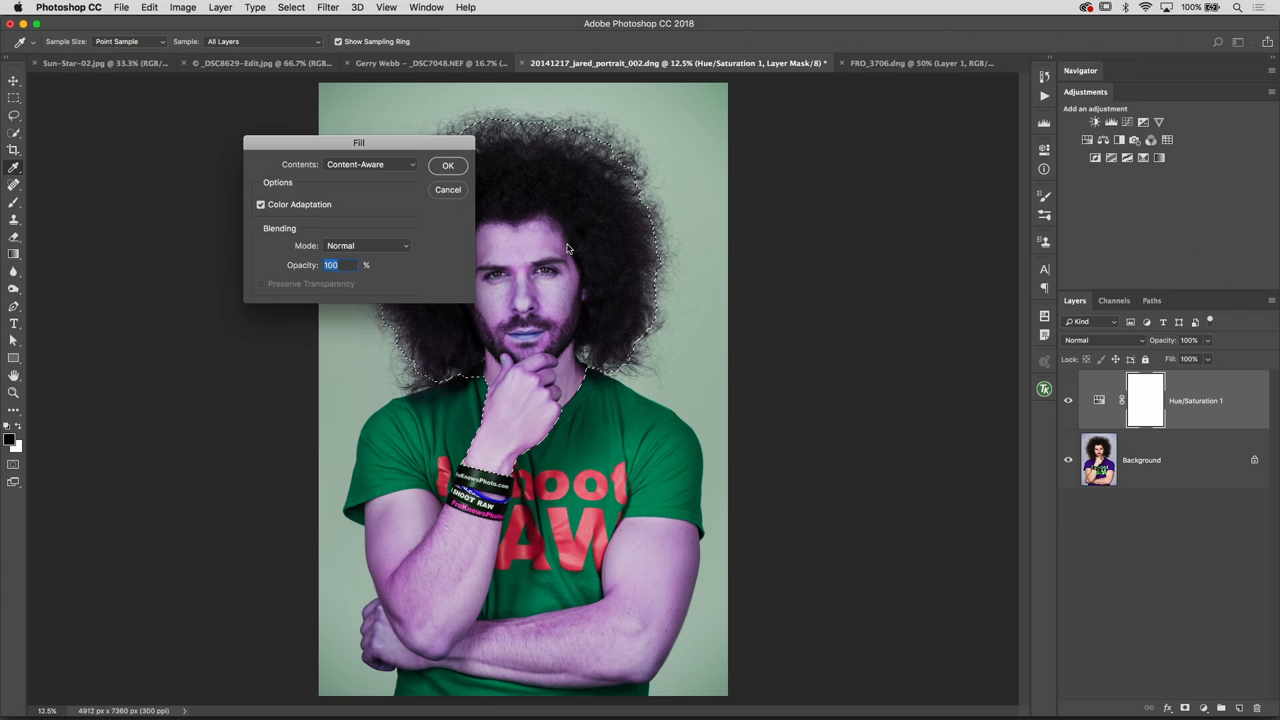 Photoshop CC File Edit Image Layer Type Select Filter 3D View Window Help 100%
Adobe Photoshop CC 2018
Sample Size: Point Sample Sample: All Layers Show Sampling Ring
Sun-Star-02.jpg @ 33.3% (RGB/... © _DSC8629-Edit.jpg @ 66.7% (RGB/... Gerry Webb - _DSC7048.NEF @ 16.7% (... 20141217_jared_portrait_002.dng @ 12.5% (Hue/Saturation 1, Layer Mask/8) * FRO_3706.dng @ 50% (Layer 1, RGB/...
Navigator
Adjustments
Add an adjustment
Fill
Contents: Content-Aware OK
Options Cancel
Color Adaptation
Blending
Mode: Normal
Opacity: 100 %
Preserve Transparency
Layers Channels Paths
Kind
Normal Opacity: 100%
Lock: Fill: 100%
TK
Hue/Saturation 1
Background
FroKnowsPhoto.com
I SHOOT RAW
FroKnowsPhoto
shoot
RAW
12.5% 4912 px x 7360 px (300 ppi)